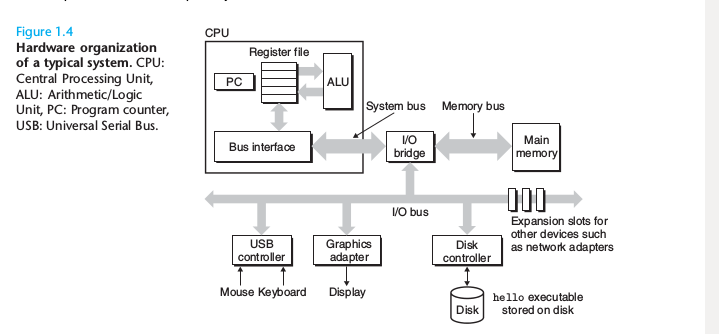 Figure 1.4
Hardware organization
of a typical system. CPU:
Central Processing Unit,
ALU: Arithmetic/Logic
Unit, PC: Program counter,
USB: Universal Serial Bus.
CPU
Register file
PC
ALU
System bus
Memory bus
Bus interface
I/O
bridge
Main
memory
I/O bus
Expansion slots for
other devices such
as network adapters
USB
controller
Graphics
adapter
Disk
controller
Mouse Keyboard
Display
Disk
hello executable
stored on disk